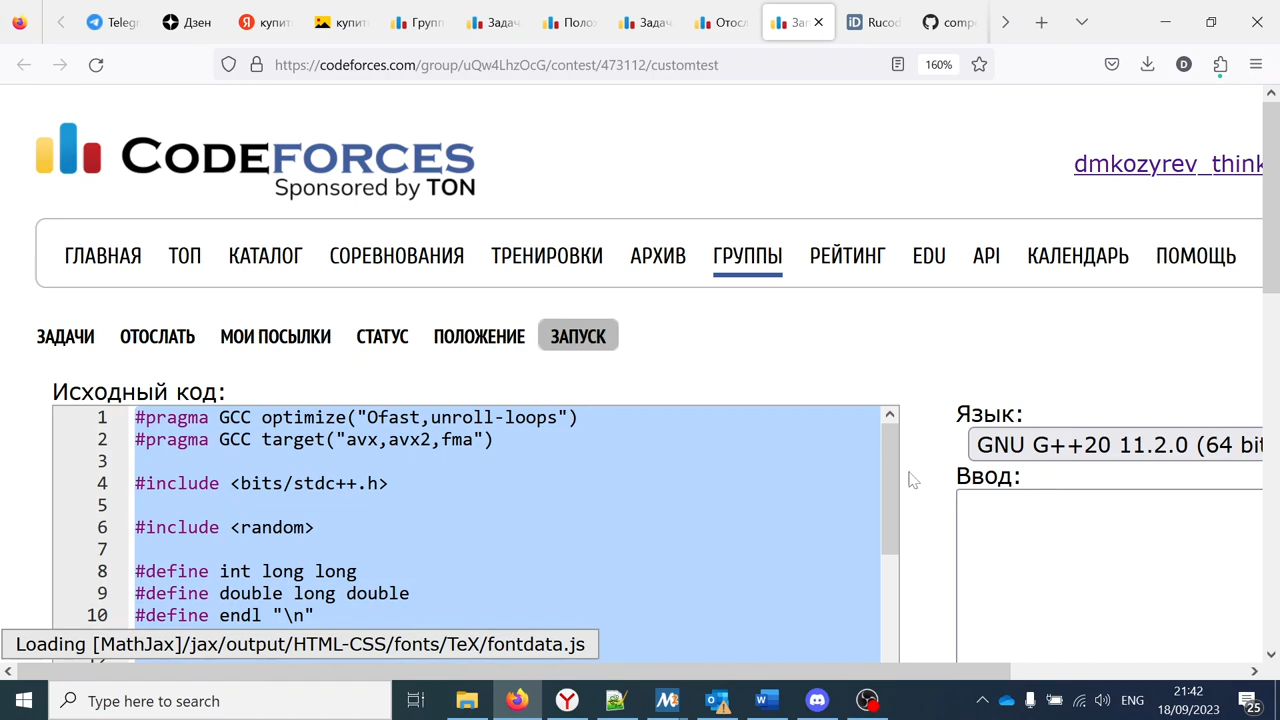 Telegr
Дзен
купит
купит
Групп
Задач
Поло
Задач
Отосл
Зап
Rucod
compe
https://codeforces.com/group/uQw4LhzOcG/contest/473112/customtest
160%
D
CODEFORCES
Sponsored by TON
dmkozyrev_think
ГЛАВНАЯ ТОП КАТАЛОГ СОРЕВНОВАНИЯ ТРЕНИРОВКИ АРХИВ ГРУППЫ РЕЙТИНГ EDU API КАЛЕНДАРЬ ПОМОЩЬ
ЗАДАЧИ ОТОСЛАТЬ МОИ ПОСЫЛКИ СТАТУС ПОЛОЖЕНИЕ ЗАПУСК
Исходный код:
1 #pragma GCC optimize("Ofast,unroll-loops")
2 #pragma GCC target("avx,avx2,fma")
3
4 #include <bits/stdc++.h>
5
6 #include <random>
7
8 #define int long long
9 #define double long double
10 #define endl "\n"
Язык:
GNU G++20 11.2.0 (64 bit
Ввод:
Loading [MathJax]/jax/output/HTML-CSS/fonts/TeX/fontdata.js
Type here to search
ENG
21:42
18/09/2023
25